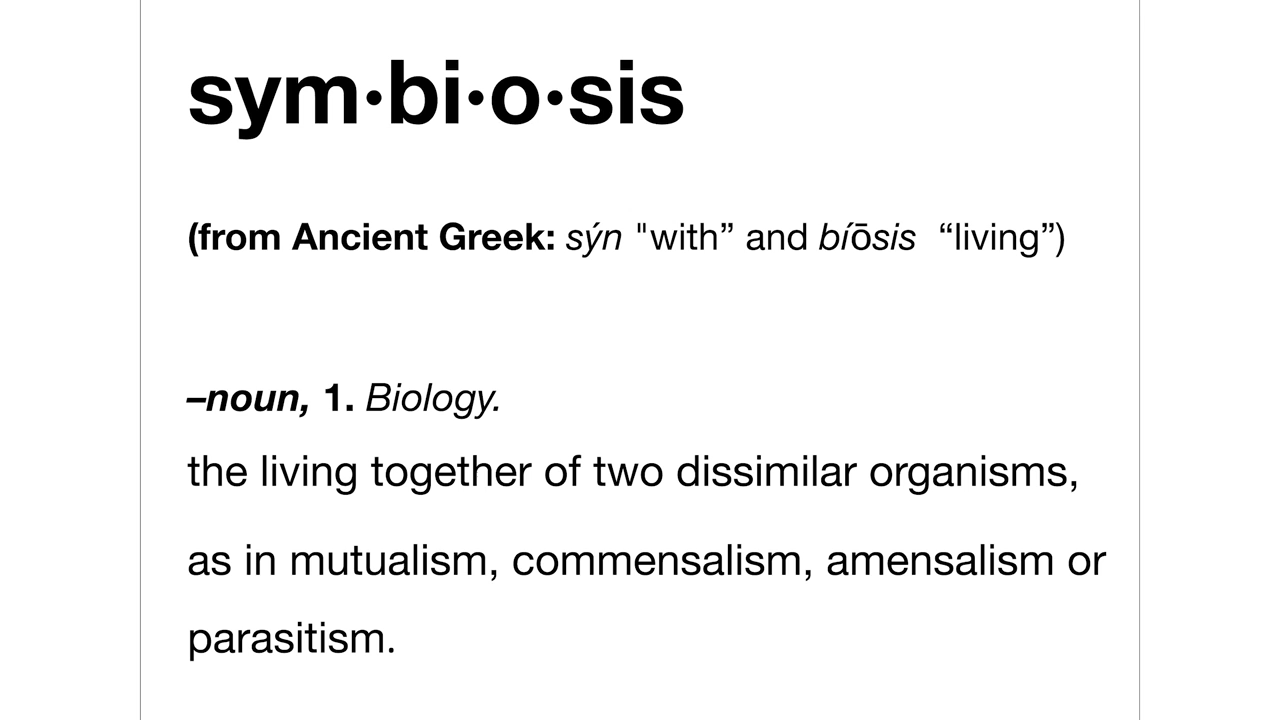 sym·bi·o·sis
(from Ancient Greek: sýn "with” and bíōsis “living”)
–noun, 1. Biology.
the living together of two dissimilar organisms,
as in mutualism, commensalism, amensalism or
parasitism.